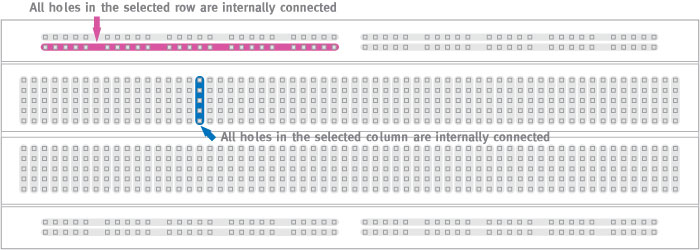 All holes in the selected row are internally connected
All holes in the selected column are internally connected